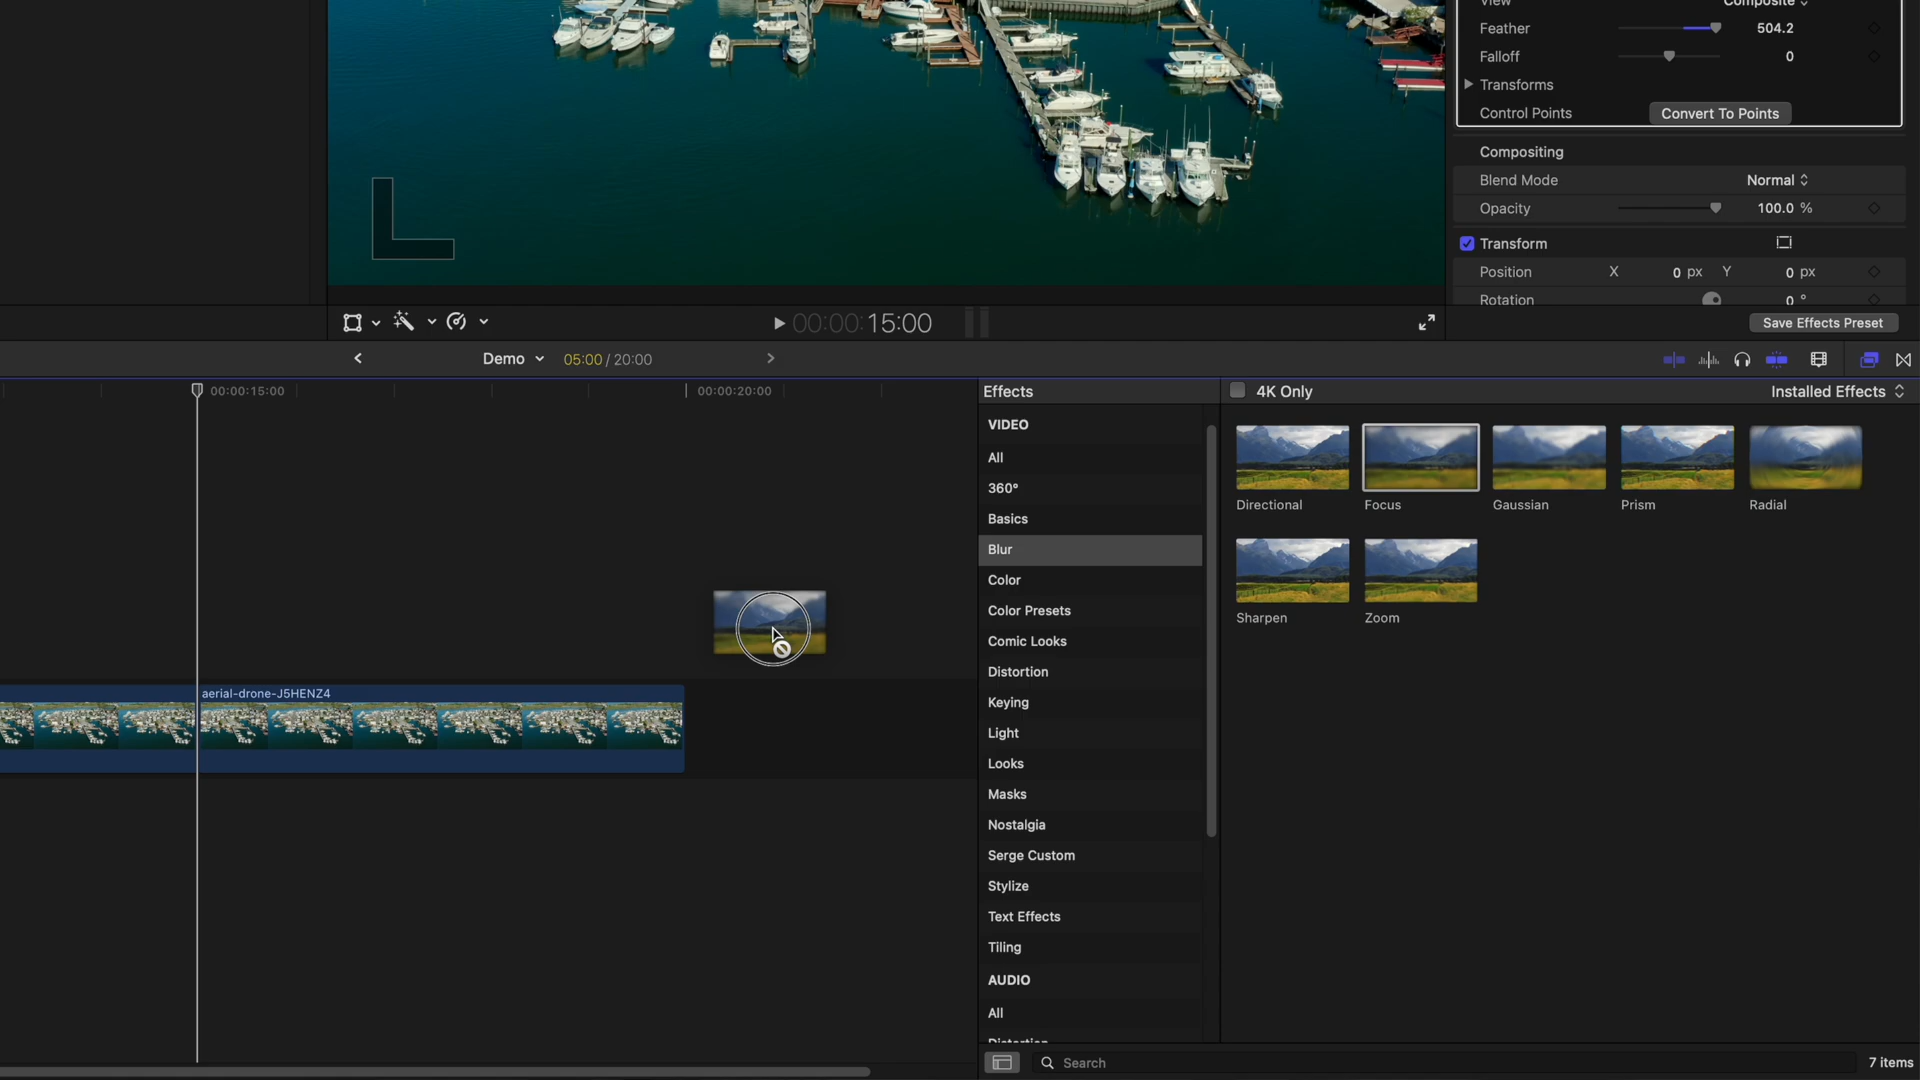 View Composite
Feather 504.2
Falloff 0
Transforms
Control Points Convert To Points
Compositing
Blend Mode Normal
Opacity 100.0 %
Transform
Position X 0 px Y 0 px
Rotation 0 °
00:00:15:00
Save Effects Preset
Demo 05:00 / 20:00
00:00:15:00 00:00:20:00
aerial-drone-J5HENZ4
Effects
VIDEO
All
360°
Basics
Blur
Color
Color Presets
Comic Looks
Distortion
Keying
Light
Looks
Masks
Nostalgia
Serge Custom
Stylize
Text Effects
Tiling
AUDIO
All
Distortion
4K Only Installed Effects
Directional Focus Gaussian Prism Radial
Sharpen Zoom
Search 7 items